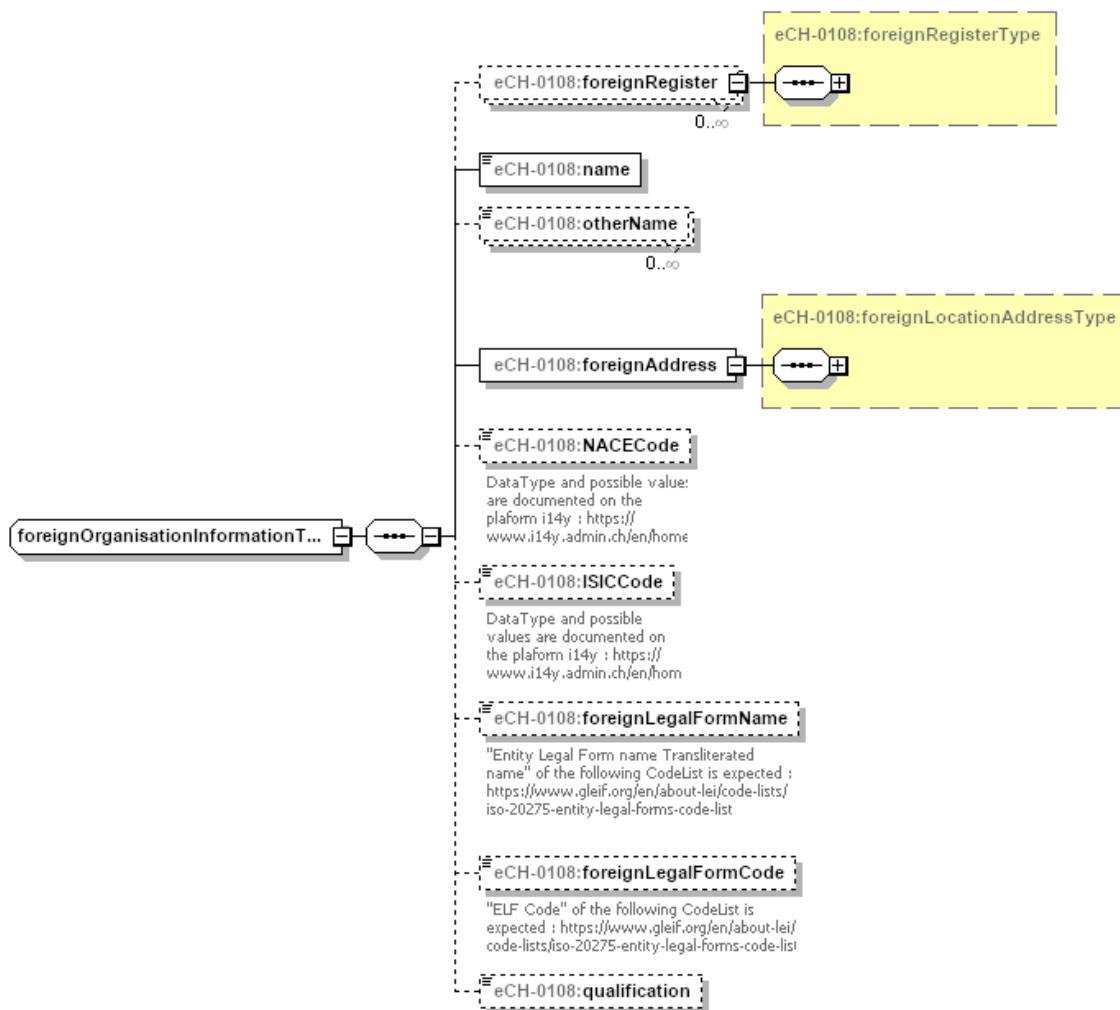 eCH-0108:foreignRegisterType
eCH-0108:foreignRegister
0..∞
eCH-0108:name
eCH-0108:otherName
0..∞
eCH-0108:foreignLocationAddressType
eCH-0108:foreignAddress
eCH-0108:NACECode
DataType and possible values
are documented on the
plaform i14y : https://
www.i14y.admin.ch/en/home
foreignOrganisationInformationT...
eCH-0108:ISICCode
DataType and possible
values are documented on
the plaform i14y : https://
www.i14y.admin.ch/en/hom
eCH-0108:foreignLegalFormName
"Entity Legal Form name Transliterated
name" of the following CodeList is expected :
https://www.gleif.org/en/about-lei/code-lists/
iso-20275-entity-legal-forms-code-list
eCH-0108:foreignLegalFormCode
"ELF Code" of the following CodeList is
expected : https://www.gleif.org/en/about-lei/
code-lists/iso-20275-entity-legal-forms-code-list
eCH-0108:qualification